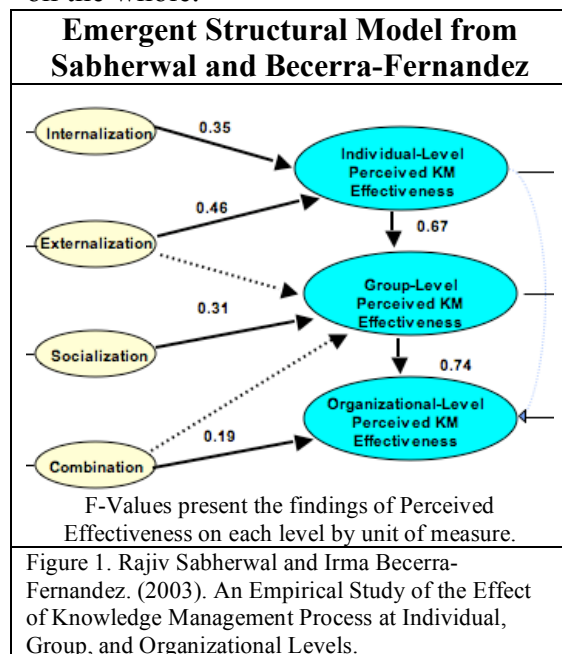 on the whole.
Emergent Structural Model from
Sabherwal and Becerra-Fernandez
Internalization
0.35
Individual-Level
Perceived KM
Effectiveness
0.46
0.67
Externalization
Group-Level
Perceived KM
Effectiveness
0.31
Socialization
0.74
Organizational-Level
Perceived KM
Effectiveness
0.19
Combination
F-Values present the findings of Perceived
Effectiveness on each level by unit of measure.
Figure 1. Rajiv Sabherwal and Irma Becerra-
Fernandez. (2003). An Empirical Study of the Effect
of Knowledge Management Process at Individual,
Group, and Organizational Levels.